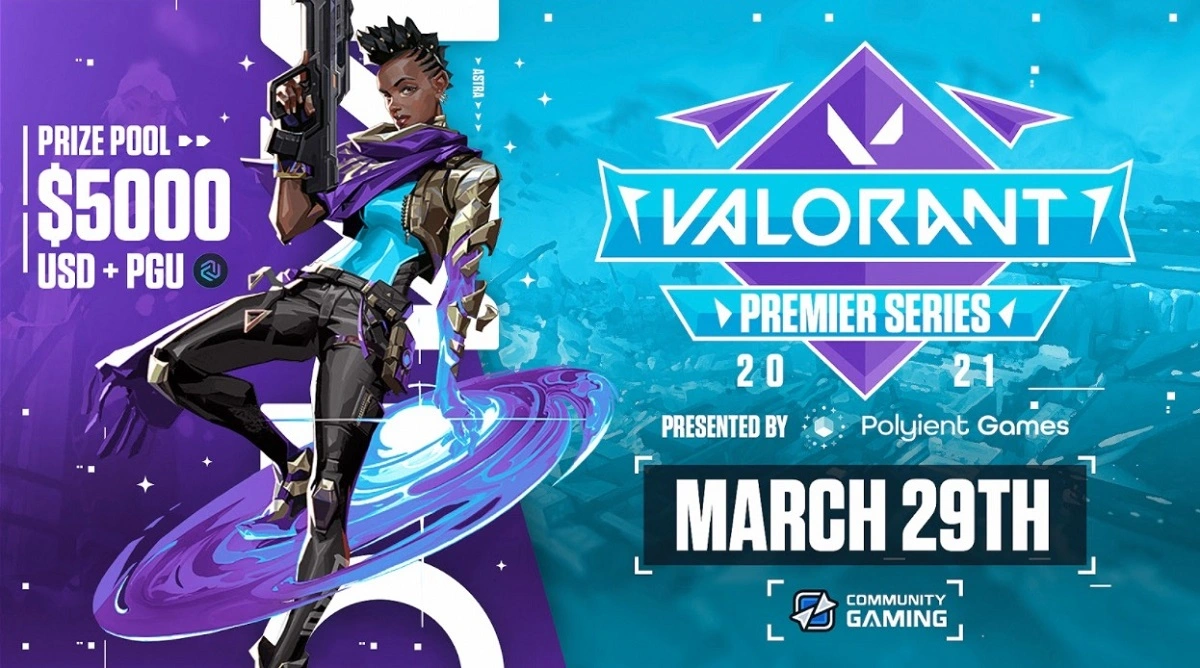 PRIZE POOL
$5000
USD + PGU
ASTRA
VALORANT
PREMIER SERIES
20 21
PRESENTED BY Polyient Games
MARCH 29TH
COMMUNITY
GAMING